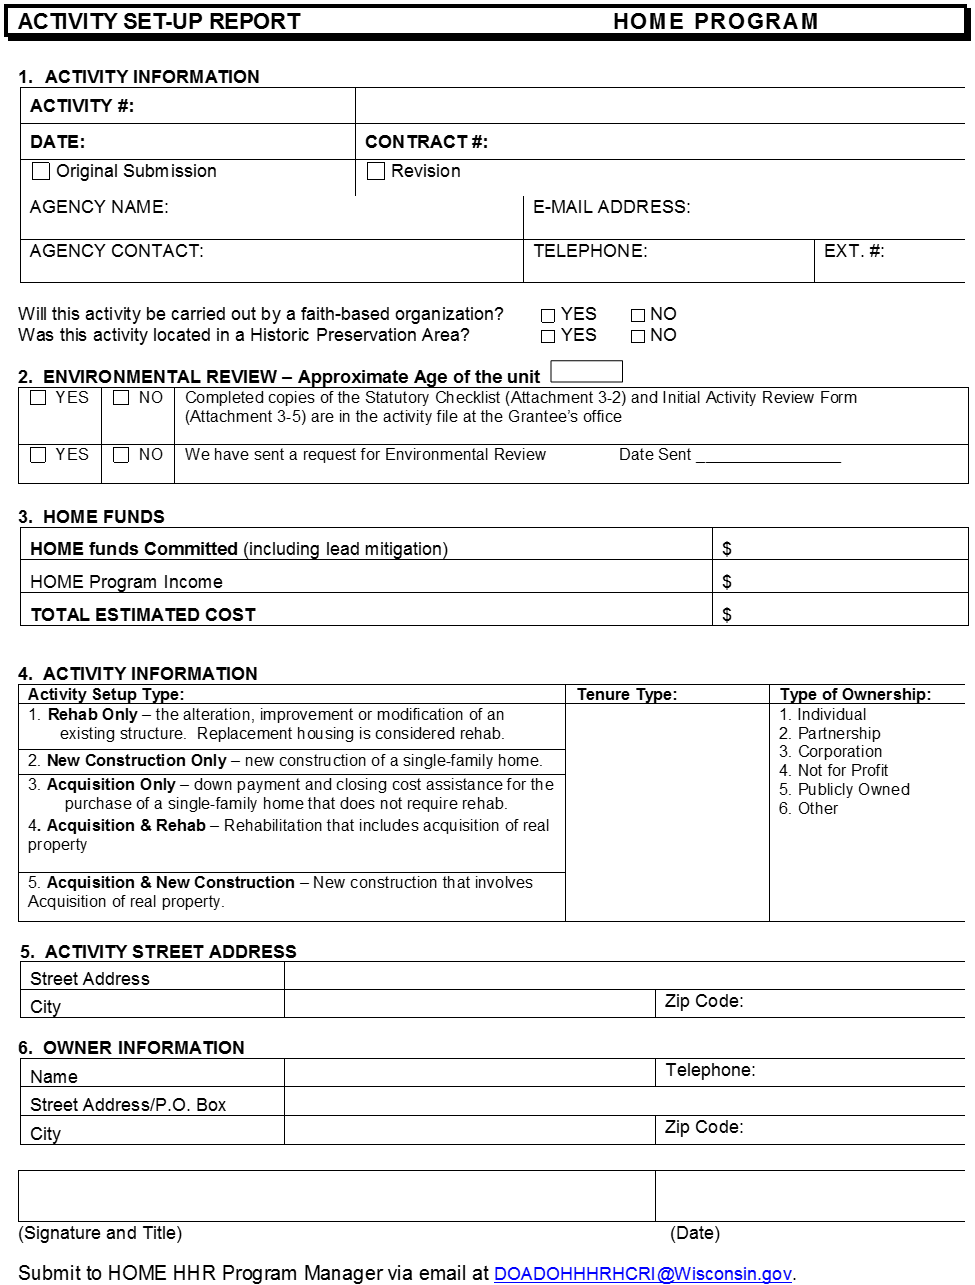 ACTIVITY SET-UP REPORT HOME PROGRAM
1. ACTIVITY INFORMATION
ACTIVITY #:
DATE: CONTRACT #:
Original Submission Revision
AGENCY NAME: E-MAIL ADDRESS:
AGENCY CONTACT: TELEPHONE: EXT. #:
Will this activity be carried out by a faith-based organization? YES NO
Was this activity located in a Historic Preservation Area? YES NO
2. ENVIRONMENTAL REVIEW – Approximate Age of the unit
YES NO Completed copies of the Statutory Checklist (Attachment 3-2) and Initial Activity Review Form
(Attachment 3-5) are in the activity file at the Grantee’s office
YES NO We have sent a request for Environmental Review Date Sent ________________
3. HOME FUNDS
HOME funds Committed (including lead mitigation) $
HOME Program Income $
TOTAL ESTIMATED COST $
4. ACTIVITY INFORMATION
Activity Setup Type: Tenure Type: Type of Ownership:
1. Rehab Only – the alteration, improvement or modification of an
existing structure. Replacement housing is considered rehab.
2. New Construction Only – new construction of a single-family home.
3. Acquisition Only – down payment and closing cost assistance for the
purchase of a single-family home that does not require rehab.
4. Acquisition & Rehab – Rehabilitation that includes acquisition of real
property
5. Acquisition & New Construction – New construction that involves
Acquisition of real property.
1. Individual
2. Partnership
3. Corporation
4. Not for Profit
5. Publicly Owned
6. Other
5. ACTIVITY STREET ADDRESS
Street Address
City Zip Code:
6. OWNER INFORMATION
Name Telephone:
Street Address/P.O. Box
City Zip Code:
(Signature and Title) (Date)
Submit to HOME HHR Program Manager via email at DOADOHHHRHCRI@Wisconsin.gov.